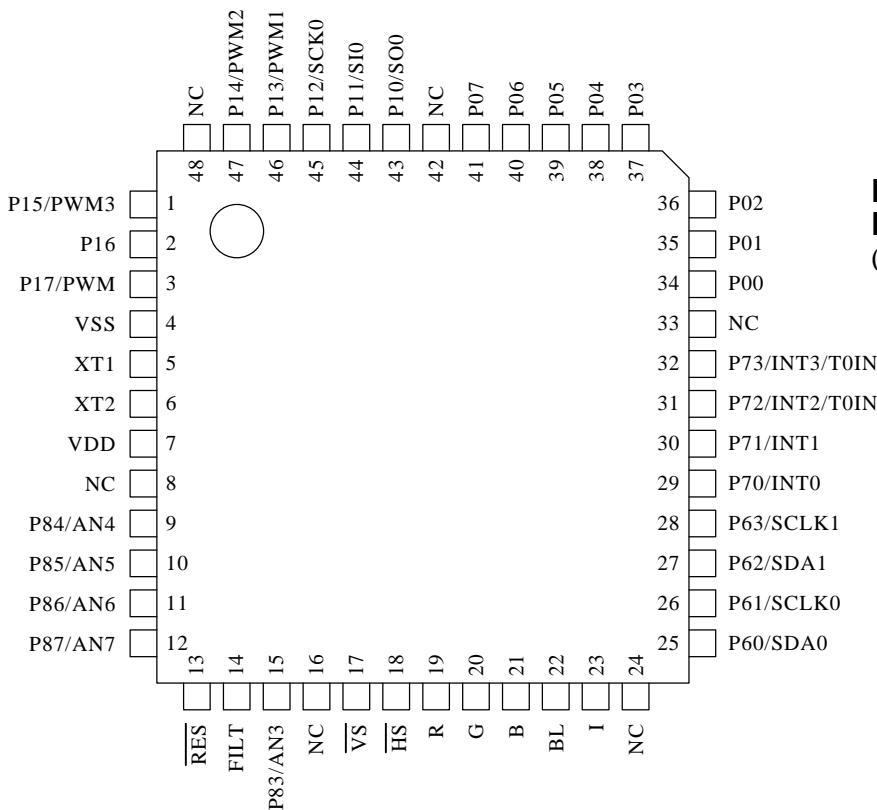 NC
P14/PWM2
P13/PWM1
P12/SCK0
P11/SI0
P10/SO0
NC
P07
P06
P05
P04
P03
48
47
46
45
44
43
42
41
40
39
38
37
P15/PWM3 1
P16 2
P17/PWM 3
VSS 4
XT1 5
XT2 6
VDD 7
NC 8
P84/AN4 9
P85/AN5 10
P86/AN6 11
P87/AN7 12
36 P02
35 P01
34 P00
33 NC
32 P73/INT3/T0IN
31 P72/INT2/T0IN
30 P71/INT1
29 P70/INT0
28 P63/SCLK1
27 P62/SDA1
26 P61/SCLK0
25 P60/SDA0
13
14
15
16
17
18
19
20
21
22
23
24
RES
FILT
P83/AN3
NC
VS
HS
R
G
B
BL
I
NC
(